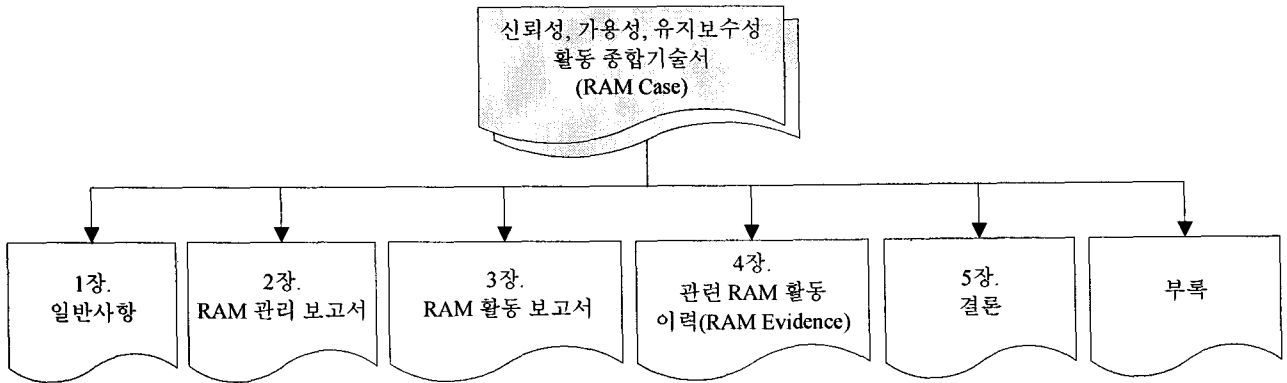 신뢰성, 가용성, 유지보수성
활동 종합기술서
(RAM Case)
1장.
일반사항
2장.
RAM 관리 보고서
3장.
RAM 활동 보고서
4장.
관련 RAM 활동
이력(RAM Evidence)
5장.
결론
부록